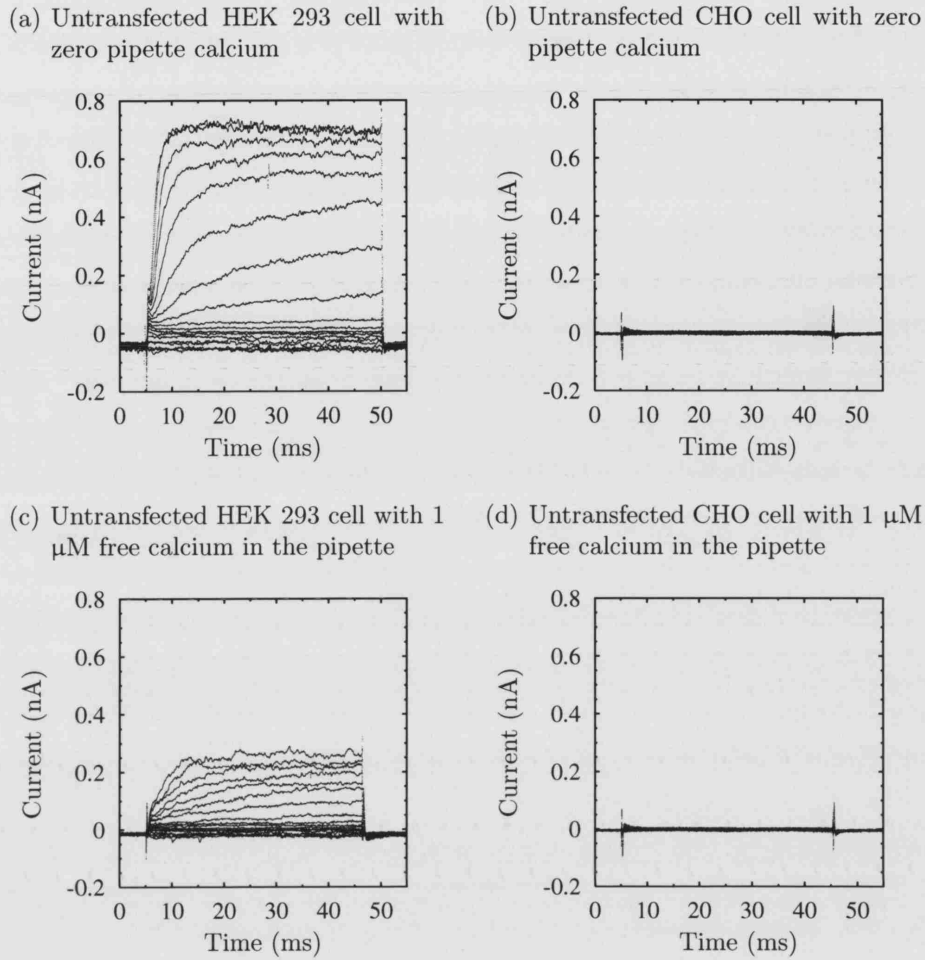 (a) Untransfected HEK 293 cell with
zero pipette calcium
0.8
0.6
0.4
0.2
0
-0.2
Current (nA)
0 10 20 30 40 50
Time (ms)
(b) Untransfected CHO cell with zero
pipette calcium
0.8
0.6
0.4
0.2
0
-0.2
Current (nA)
0 10 20 30 40 50
Time (ms)
(c) Untransfected HEK 293 cell with 1
μM free calcium in the pipette
0.8
0.6
0.4
0.2
0
-0.2
Current (nA)
0 10 20 30 40 50
Time (ms)
(d) Untransfected CHO cell with 1 μM
free calcium in the pipette
0.8
0.6
0.4
0.2
0
-0.2
Current (nA)
0 10 20 30 40 50
Time (ms)